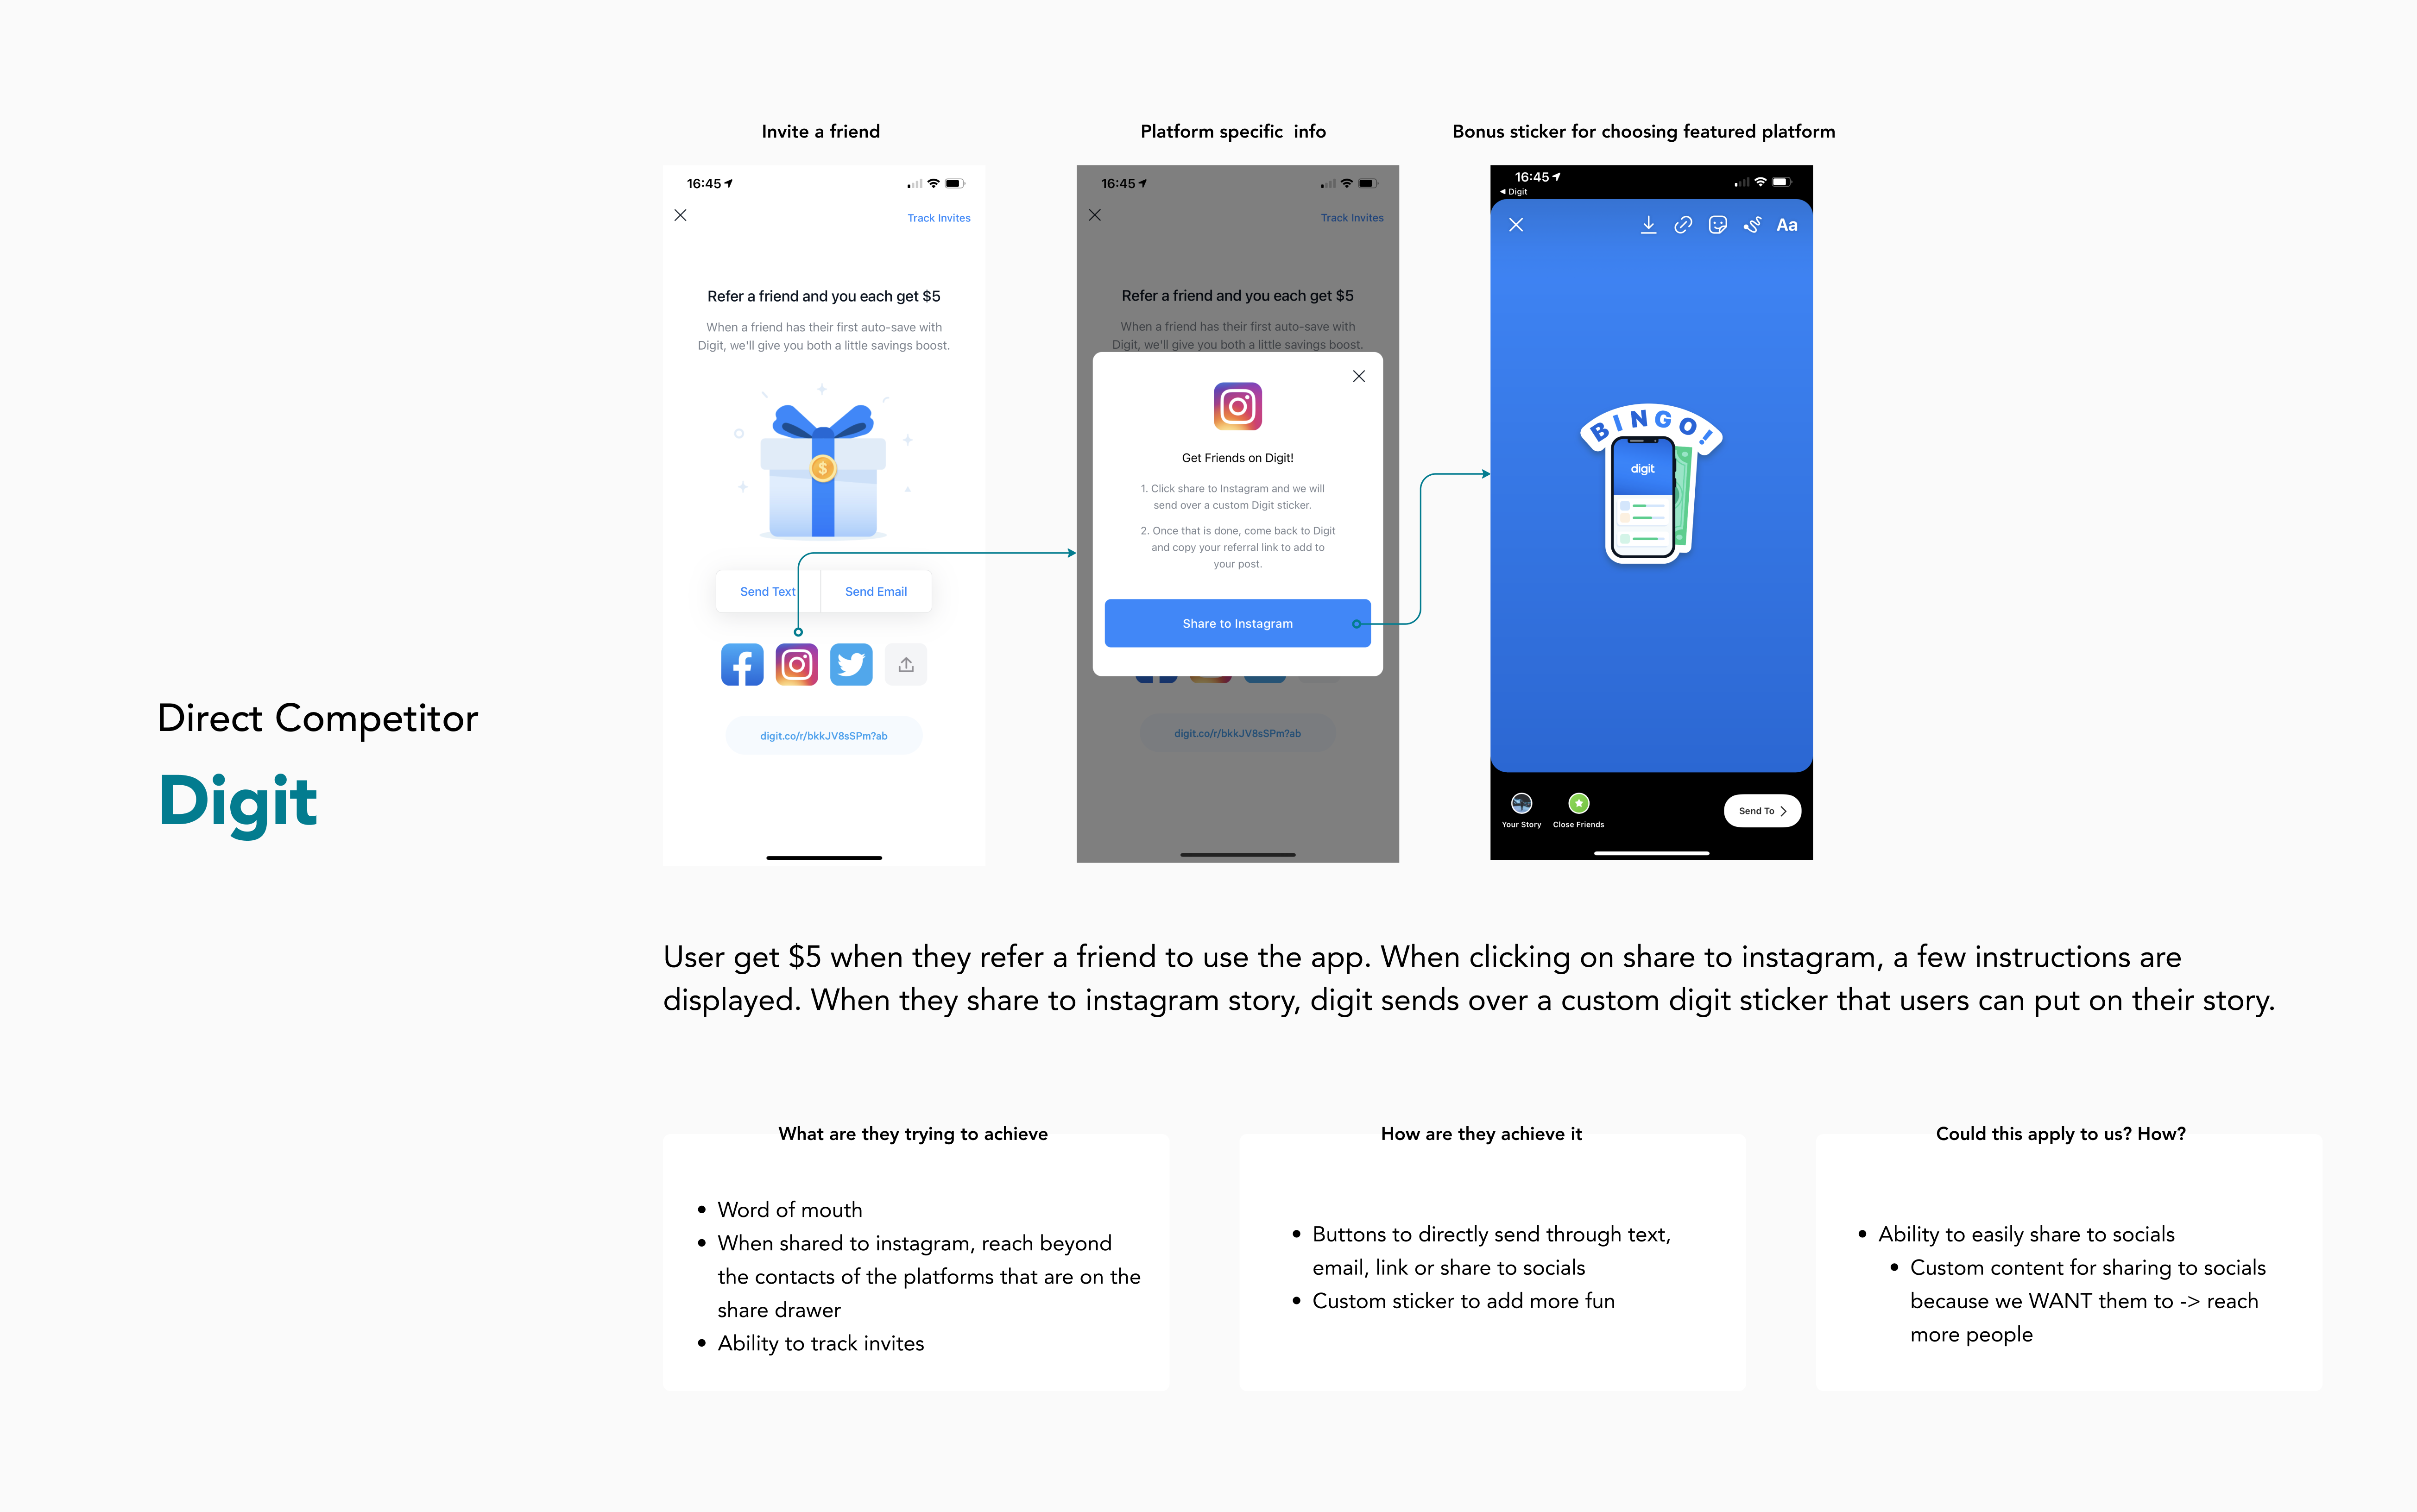 Direct Competitor
Digit
Invite a friend
16:45
Track Invites
Refer a friend and you each get $5
When a friend has their first auto-save with
Digit, we'll give you both a little savings boost.
$
Send Text
Send Email
digit.co/r/bkkJV8sSPm?ab
Platform specific info
16:45
Track Invites
Refer a friend and you each get $5
When a friend has their first auto-save with
Digit, we'll give you both a little savings boost.
Get Friends on Digit!
1. Click share to Instagram and we will
send over a custom Digit sticker.
2. Once that is done, come back to Digit
and copy your referral link to add to
your post.
Share to Instagram
digit.co/r/bkkJV8sSPm?ab
Bonus sticker for choosing featured platform
16:45
Digit
Aa
BINGO!
digit
Your Story
Close Friends
Send To
User get $5 when they refer a friend to use the app. When clicking on share to instagram, a few instructions are
displayed. When they share to instagram story, digit sends over a custom digit sticker that users can put on their story.
What are they trying to achieve
• Word of mouth
• When shared to instagram, reach beyond
the contacts of the platforms that are on the
share drawer
• Ability to track invites
How are they achieve it
• Buttons to directly send through text,
email, link or share to socials
• Custom sticker to add more fun
Could this apply to us? How?
• Ability to easily share to socials
• Custom content for sharing to socials
because we WANT them to -> reach
more people